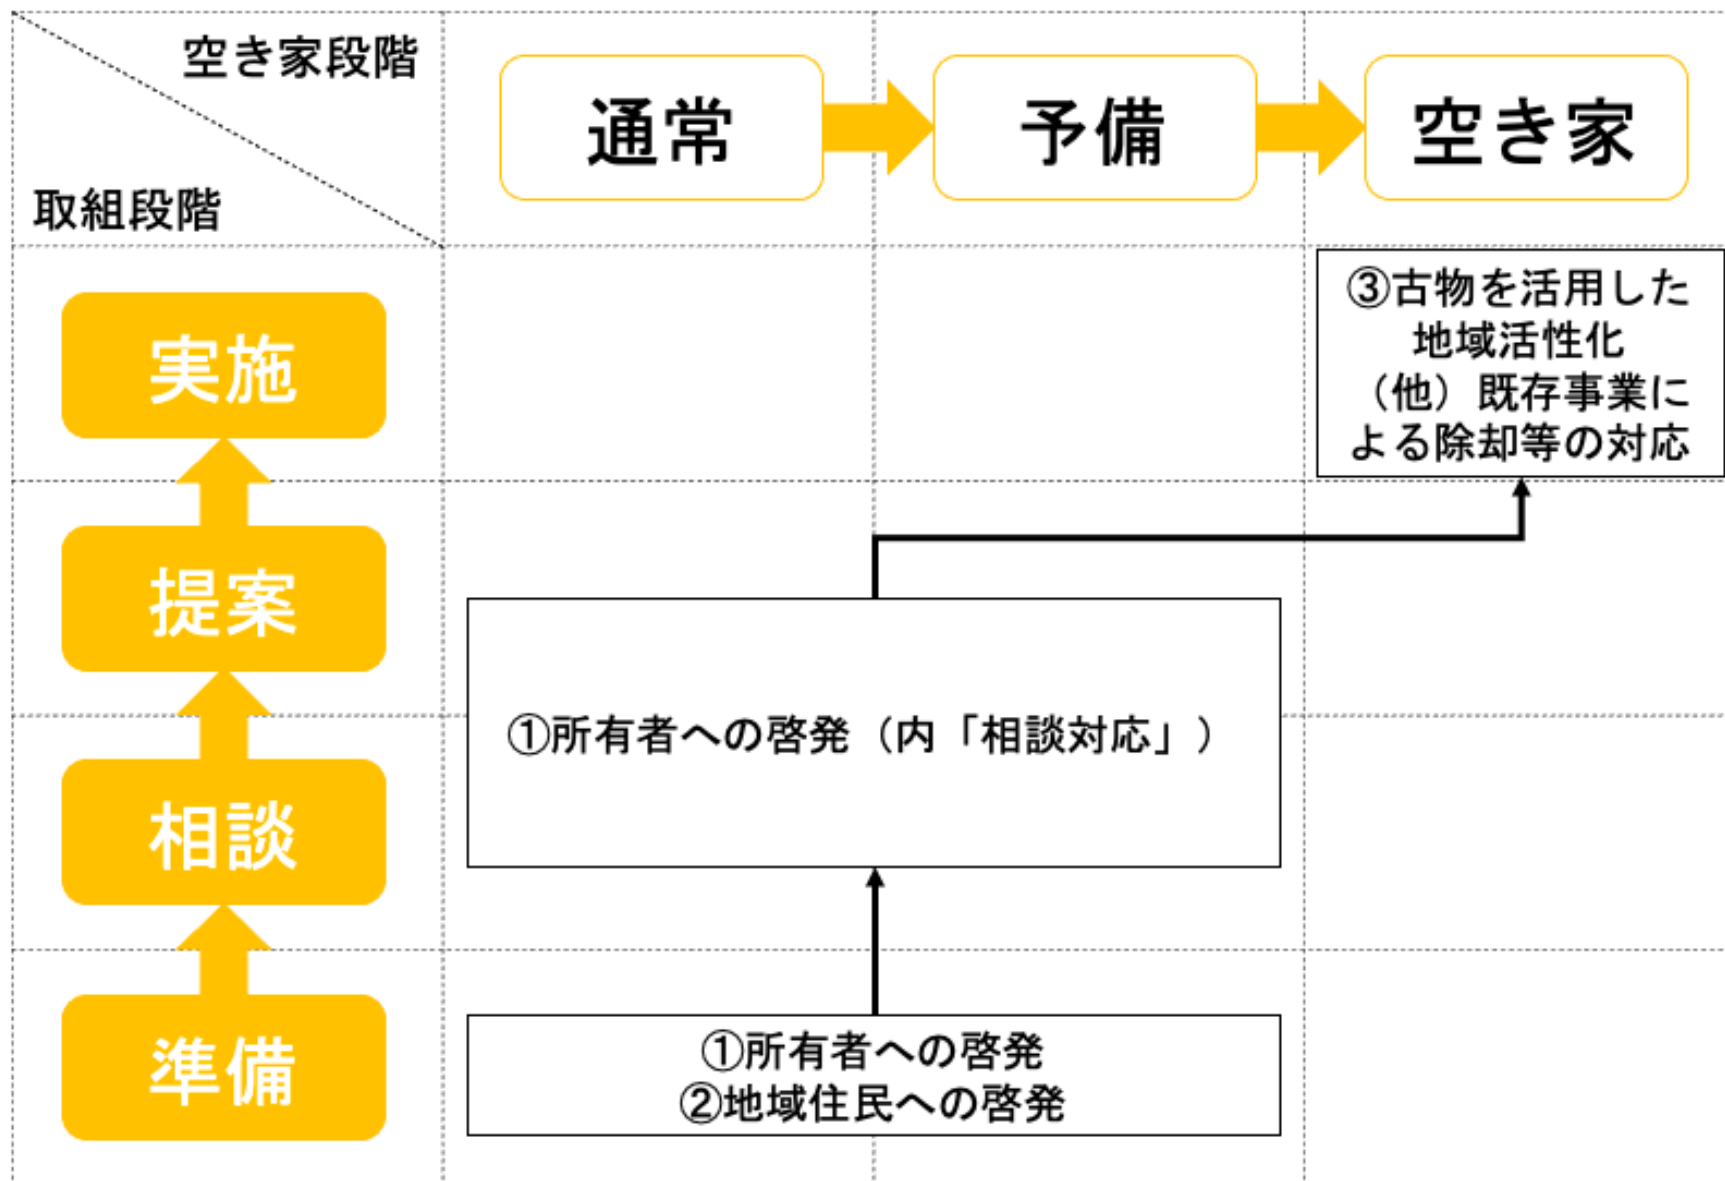 空き家段階
取組段階
通常
予備
空き家
実施
③古物を活用した
地域活性化
（他）既存事業に
よる除却等の対応
提案
①所有者への啓発（内「相談対応」）
相談
準備
①所有者への啓発
②地域住民への啓発